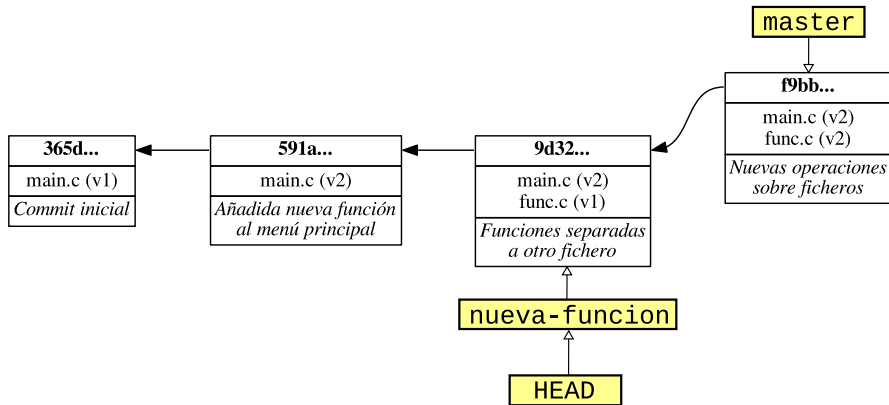 master
f9bb...
main.c (v2)
func.c (v2)
Nuevas operaciones
sobre ficheros
365d...
main.c (v1)
Commit inicial
591a...
main.c (v2)
Añadida nueva función
al menú principal
9d32...
main.c (v2)
func.c (v1)
Funciones separadas
a otro fichero
nueva-funcion
HEAD